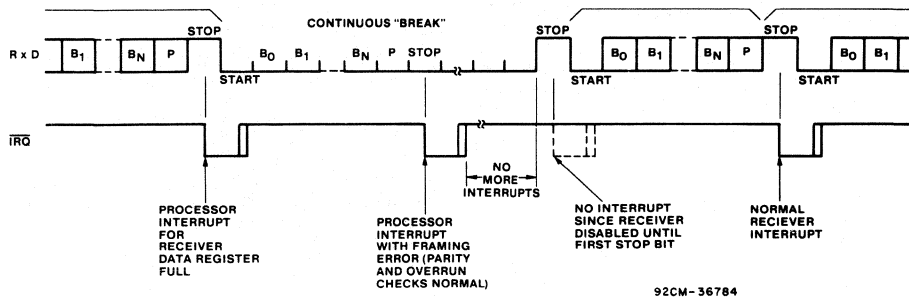 CONTINUOUS "BREAK"
STOP
STOP
STOP
R x D
B1
BN
P
B0
B1
BN
P
STOP
B0
B1
BN
P
B0
B1
START
START
START
IRQ
NO
MORE
INTERRUPTS
PROCESSOR
INTERRUPT
FOR
RECEIVER
DATA REGISTER
FULL
PROCESSOR
INTERRUPT
WITH FRAMING
ERROR (PARITY
AND OVERRUN
CHECKS NORMAL)
NO INTERRUPT
SINCE RECEIVER
DISABLED UNTIL
FIRST STOP BIT
NORMAL
RECIEVER
INTERRUPT
92CM-36784